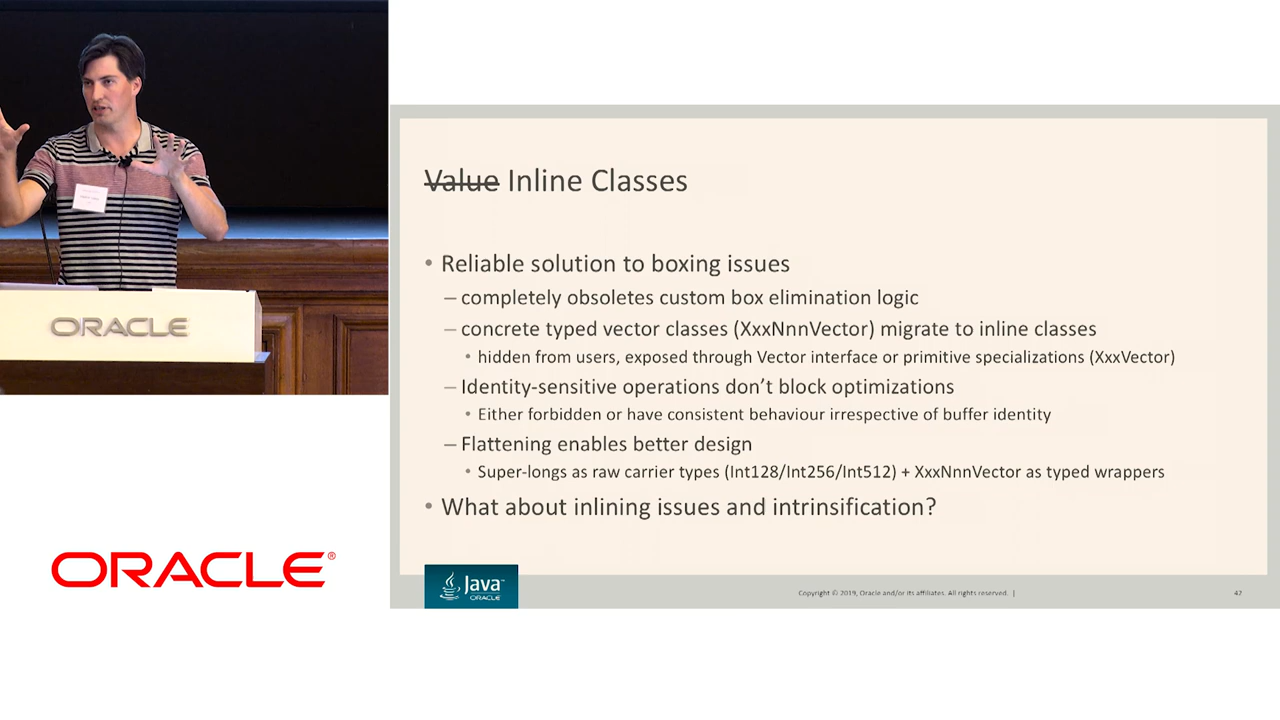 Value Inline Classes
• Reliable solution to boxing issues
– completely obsoletes custom box elimination logic
– concrete typed vector classes (XxxNnnVector) migrate to inline classes
• hidden from users, exposed through Vector interface or primitive specializations (XxxVector)
– Identity-sensitive operations don’t block optimizations
• Either forbidden or have consistent behaviour irrespective of buffer identity
– Flattening enables better design
• Super-longs as raw carrier types (Int128/Int256/Int512) + XxxNnnVector as typed wrappers
• What about inlining issues and intrinsification?
ORACLE
ORACLE®
Java™
ORACLE
Copyright © 2019, Oracle and/or its affiliates. All rights reserved. |
42